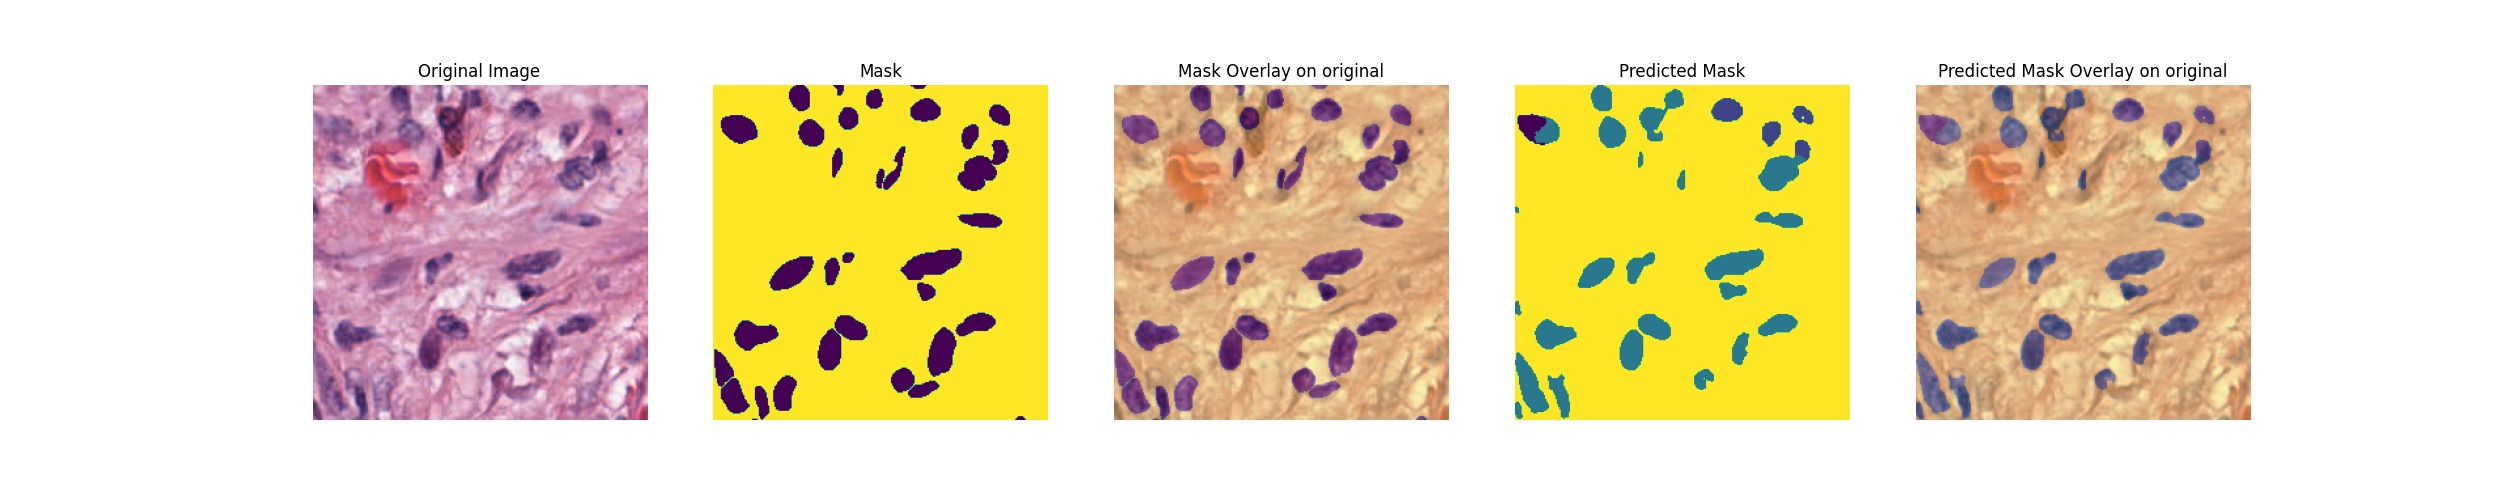 Original Image
Mask
Mask Overlay on original
Predicted Mask
Predicted Mask Overlay on original